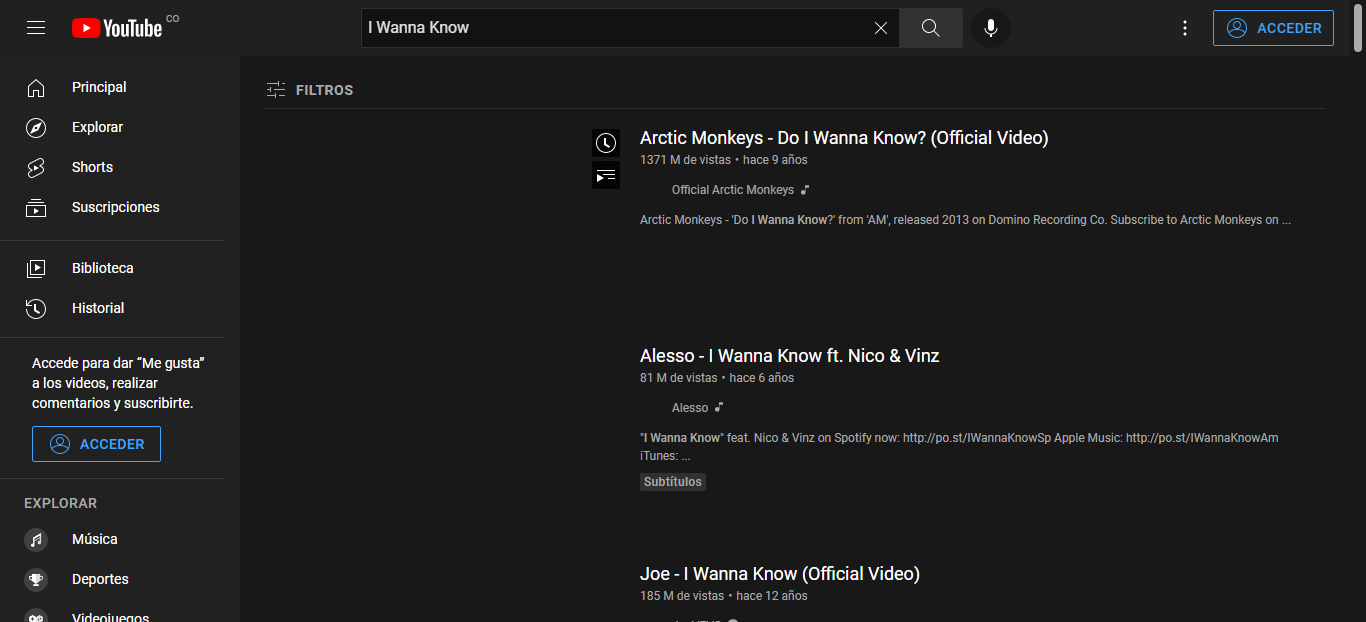 YouTube CO
I Wanna Know
ACCEDER
Principal
Explorar
Shorts
Suscripciones
Biblioteca
Historial
Accede para dar “Me gusta”
a los videos, realizar
comentarios y suscribirte.
ACCEDER
EXPLORAR
Música
Deportes
Videojuegos
FILTROS
Arctic Monkeys - Do I Wanna Know? (Official Video)
1371 M de vistas • hace 9 años
Official Arctic Monkeys
Arctic Monkeys - 'Do I Wanna Know?' from 'AM', released 2013 on Domino Recording Co. Subscribe to Arctic Monkeys on ...
Alesso - I Wanna Know ft. Nico & Vinz
81 M de vistas • hace 6 años
Alesso
"I Wanna Know" feat. Nico & Vinz on Spotify now: http://po.st/IWannaKnowSp Apple Music: http://po.st/IWannaKnowAm
iTunes: ...
Subtítulos
Joe - I Wanna Know (Official Video)
185 M de vistas • hace 12 años